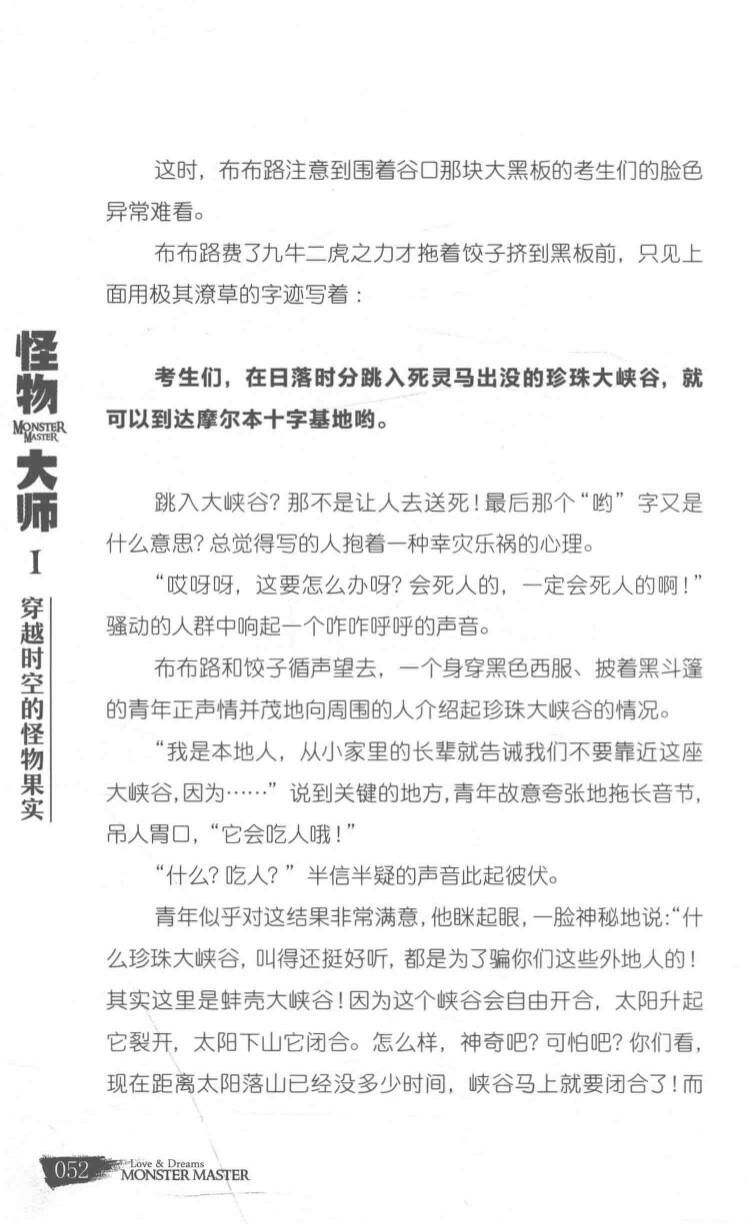 这时，布布路注意到围着谷口那块大黑板的考生们的脸色
异常难看。
布布路费了九牛二虎之力才拖着饺子挤到黑板前，只见上
面用极其潦草的字迹写着：
考生们，在日落时分跳入死灵马出没的珍珠大峡谷，就
可以到达摩尔本十字基地哟。
跳入大峡谷？那不是让人去送死！最后那个“哟”字又是
什么意思？总觉得写的人抱着一种幸灾乐祸的心理。
“哎呀呀，这要怎么办呀？会死人的，一定会死人的啊！”
骚动的人群中响起一个咋咋呼呼的声音。
布布路和饺子循声望去，一个身穿黑色西服、披着黑斗篷
的青年正声情并茂地向周围的人介绍起珍珠大峡谷的情况。
“我是本地人，从小家里的长辈就告诫我们不要靠近这座
大峡谷，因为……”说到关键的地方，青年故意夸张地拖长音节，
吊人胃口，“它会吃人哦！”
“什么？吃人？”半信半疑的声音此起彼伏。
青年似乎对这结果非常满意，他眯起眼，一脸神秘地说：“什
么珍珠大峡谷，叫得还挺好听，都是为了骗你们这些外地人的！
其实这里是蚌壳大峡谷！因为这个峡谷会自由开合，太阳升起
它裂开，太阳下山它闭合。怎么样，神奇吧？可怕吧？你们看，
现在距离太阳落山已经没多少时间，峡谷马上就要闭合了！而
怪物
MONSTER
MASTER
大师
I
穿越时空的怪物果实
052
Love & Dreams
MONSTER MASTER